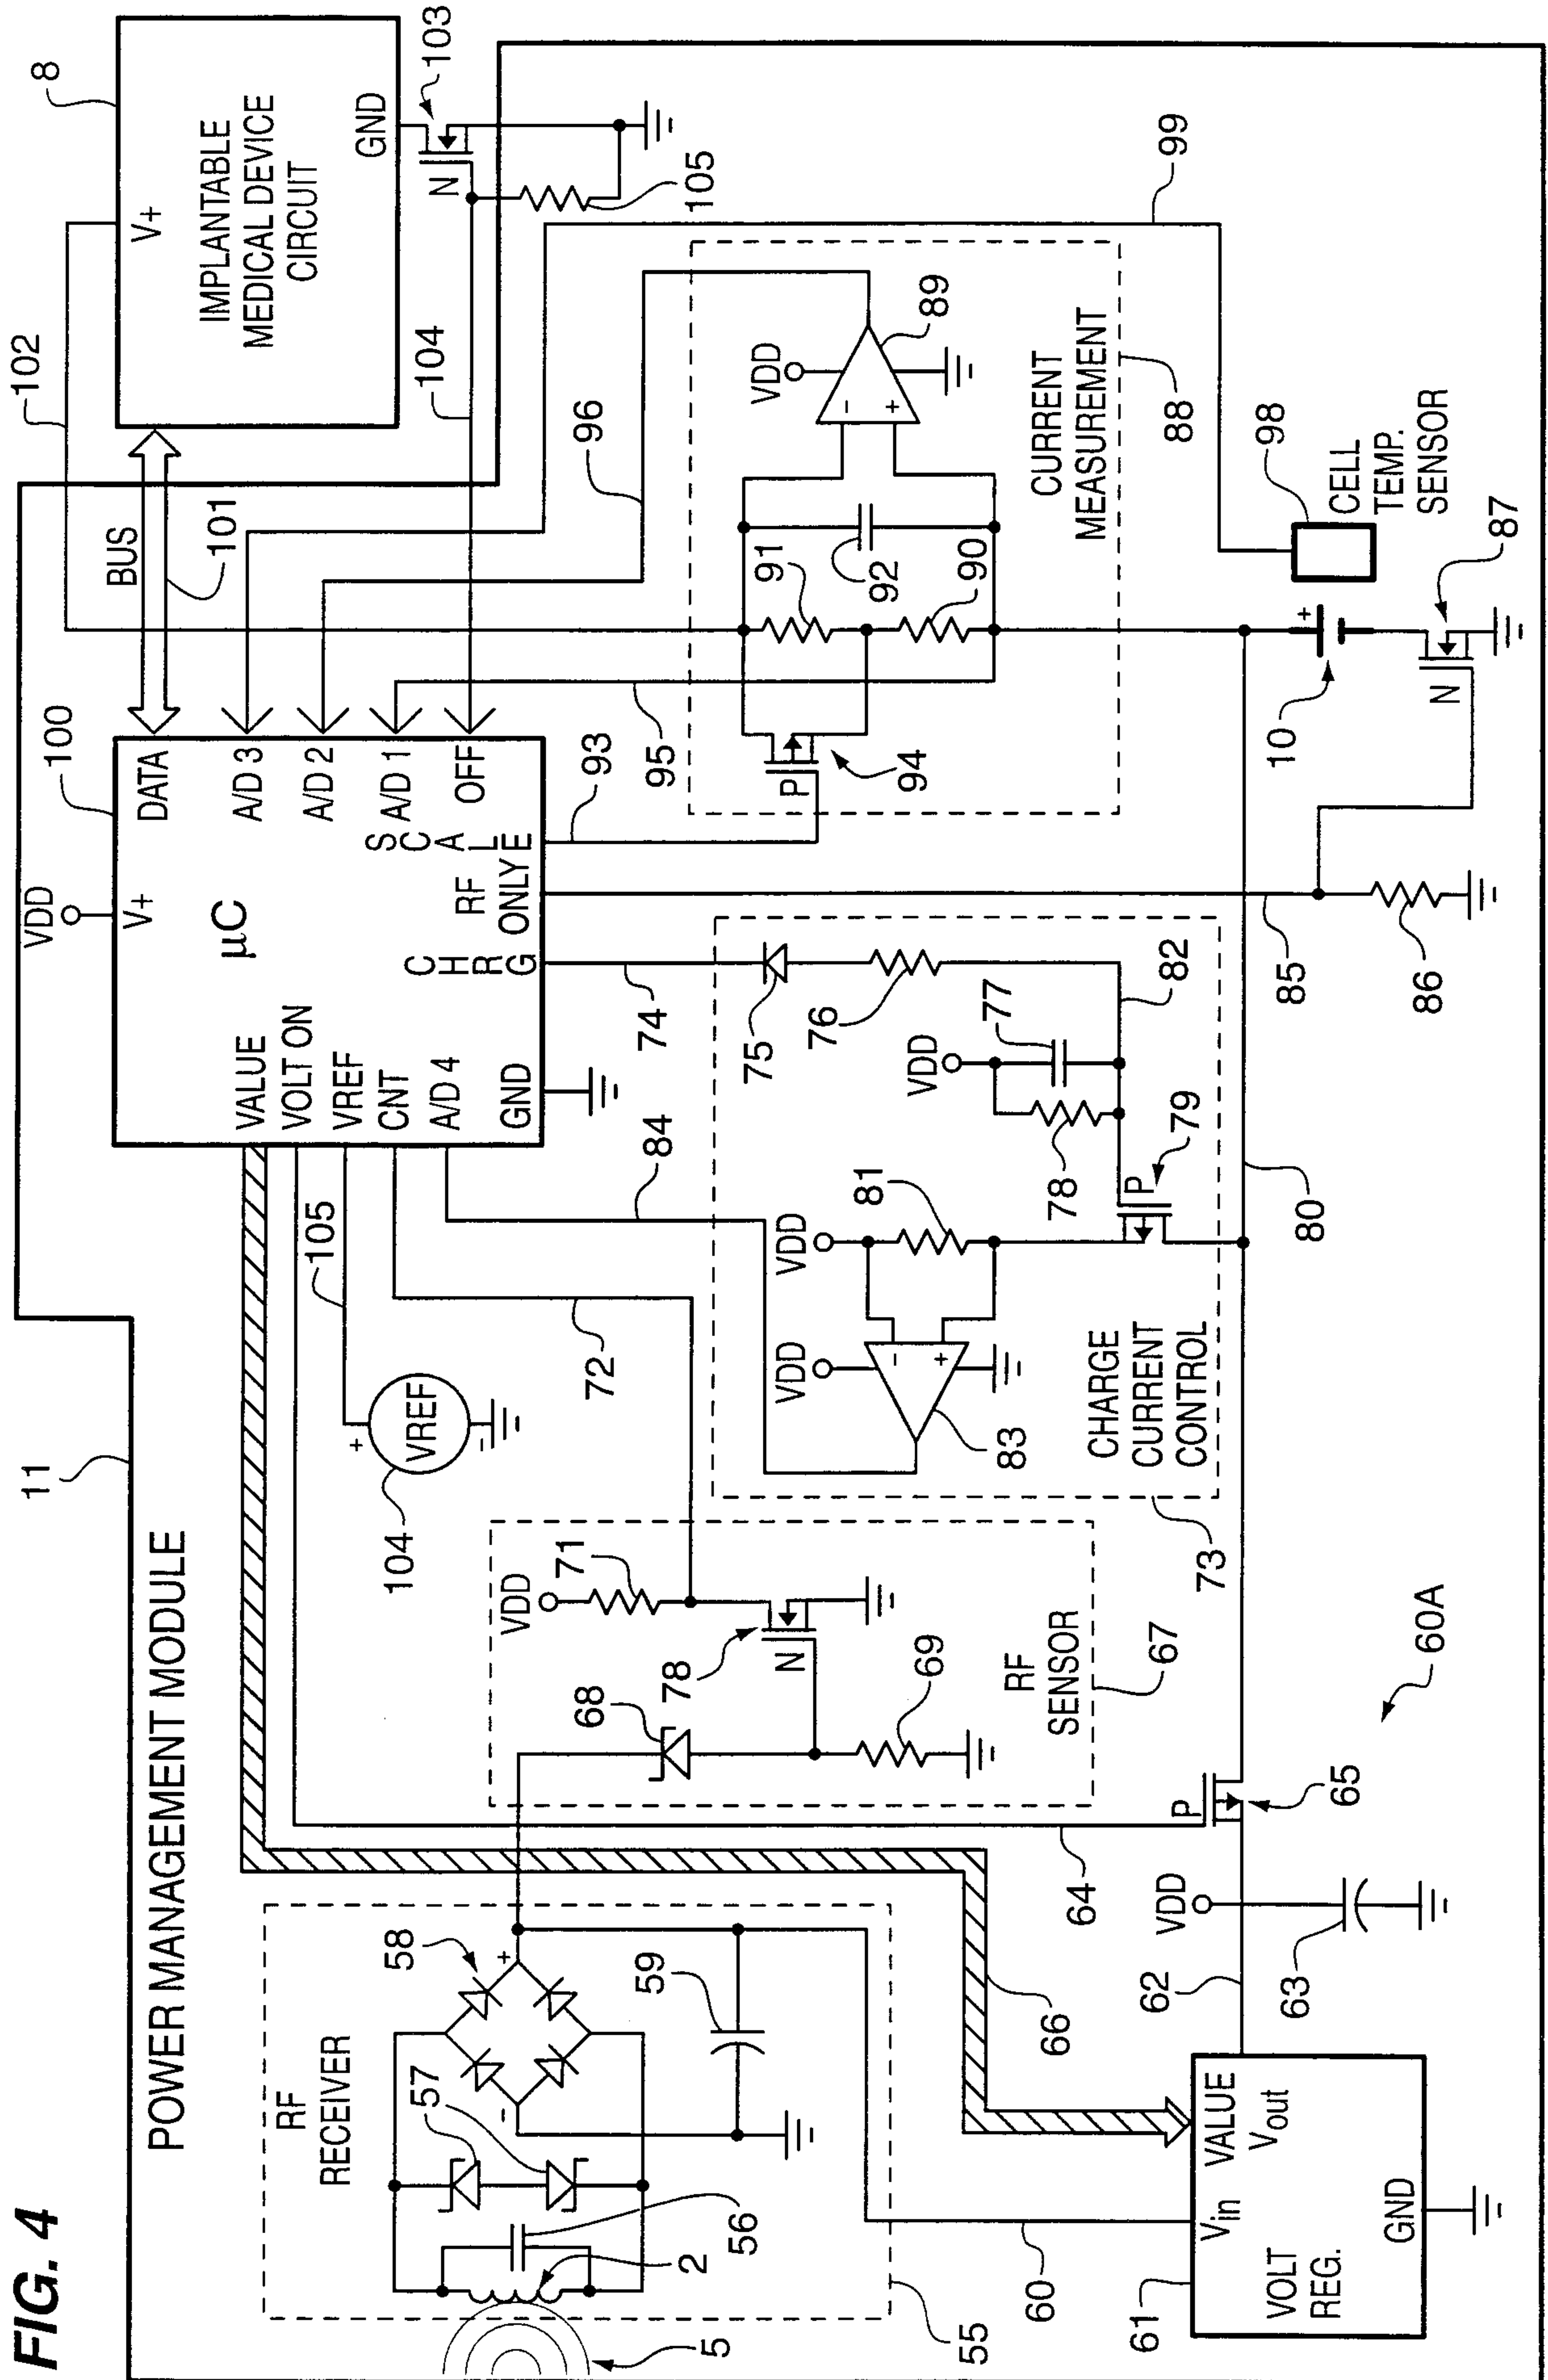 FIG. 4
POWER MANAGEMENT MODULE
11
RF
RECEIVER
5
2
56
57
58
59
55
60
+
-
61
VOLT
REG.
Vin
VALUE
Vout
GND
62
63
VDD
64
65
P
66
60A
RF
SENSOR
67
68
69
78
N
71
VDD
72
104
VREF
+
-
105
CHARGE
CURRENT
CONTROL
73
83
VDD
-
+
VDD
81
84
79
P
78
VDD
77
82
76
75
74
80
85
86
100
VDD
V+
µC
VALUE
VOLT ON
VREF
CNT
A/D 4
GND
CHRG
RF
ONLY
SCALE
DATA
A/D 3
A/D 2
A/D 1
OFF
93
95
94
P
91
90
92
96
89
VDD
-
+
CURRENT
MEASUREMENT
88
10
+
87
N
98
CELL
TEMP.
SENSOR
99
BUS
101
102
104
8
V+
IMPLANTABLE
MEDICAL DEVICE
CIRCUIT
GND
103
N
105